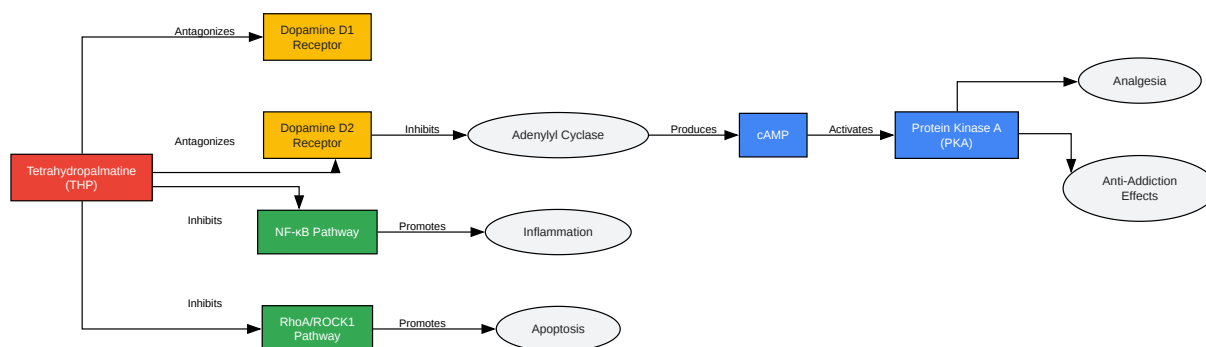 Antagonizes
Dopamine D1
Receptor
Analgesia
Antagonizes
Dopamine D2
Receptor
Inhibits
Adenylyl Cyclase
Produces
cAMP
Activates
Protein Kinase A
(PKA)
Tetrahydropalmatine
(THP)
Anti-Addiction
Effects
Inhibits
NF-κB Pathway
Promotes
Inflammation
Inhibits
RhoA/ROCK1
Pathway
Promotes
Apoptosis